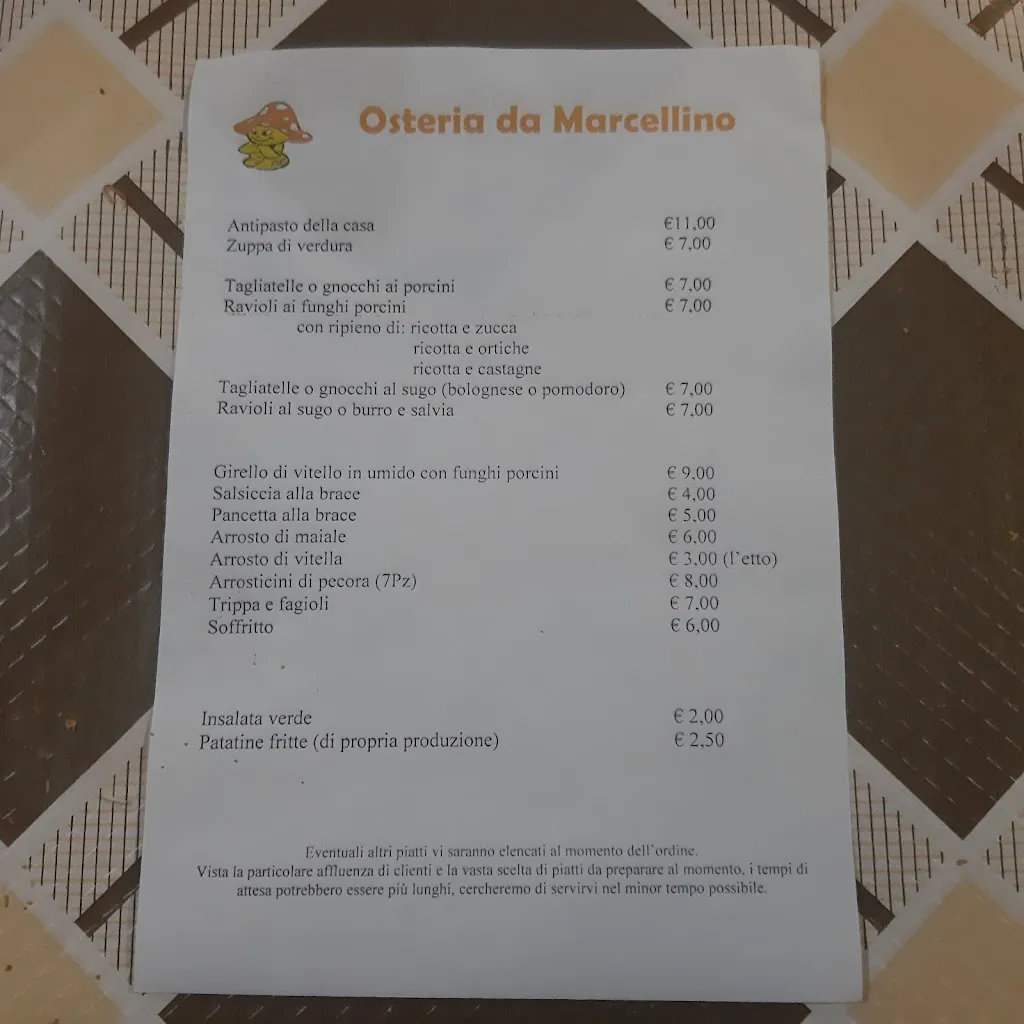 Osteria da Marcellino
Antipasto della casa €11,00
Zuppa di verdura € 7,00
Tagliatelle o gnocchi ai porcini € 7,00
Ravioli ai funghi porcini € 7,00
con ripieno di: ricotta e zucca
ricotta e ortiche
ricotta e castagne
Tagliatelle o gnocchi al sugo (bolognese o pomodoro) € 7,00
Ravioli al sugo o burro e salvia € 7,00
Girello di vitello in umido con funghi porcini € 9,00
Salsiccia alla brace € 4,00
Pancetta alla brace € 5,00
Arrosto di maiale € 6,00
Arrosto di vitella € 3,00 (l'etto)
Arrosticini di pecora (7Pz) € 8,00
Trippa e fagioli € 7,00
Soffritto € 6,00
Insalata verde € 2,00
Patatine fritte (di propria produzione) € 2,50
Eventuali altri piatti vi saranno elencati al momento dell'ordine.
Vista la particolare affluenza di clienti e la vasta scelta di piatti da preparare al momento, i tempi di
attesa potrebbero essere più lunghi, cercheremo di servirvi nel minor tempo possibile.